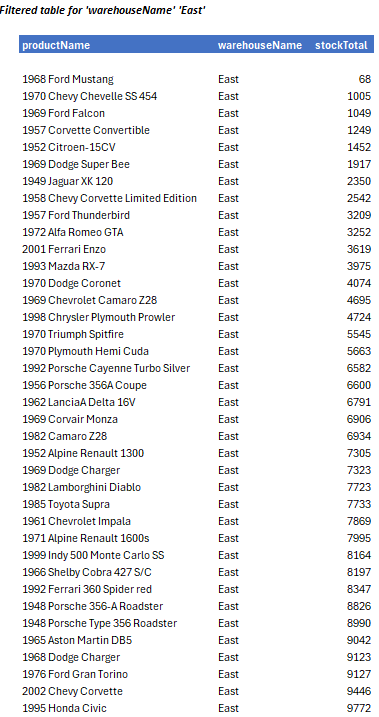 Filtered table for 'warehouseName' 'East'
productName warehouseName stockTotal
1968 Ford Mustang East 68
1970 Chevy Chevelle SS 454 East 1005
1969 Ford Falcon East 1049
1957 Corvette Convertible East 1249
1952 Citroen-15CV East 1452
1969 Dodge Super Bee East 1917
1949 Jaguar XK 120 East 2350
1958 Chevy Corvette Limited Edition East 2542
1957 Ford Thunderbird East 3209
1972 Alfa Romeo GTA East 3252
2001 Ferrari Enzo East 3619
1993 Mazda RX-7 East 3975
1970 Dodge Coronet East 4074
1969 Chevrolet Camaro Z28 East 4695
1998 Chrysler Plymouth Prowler East 4724
1970 Triumph Spitfire East 5545
1970 Plymouth Hemi Cuda East 5663
1992 Porsche Cayenne Turbo Silver East 6582
1956 Porsche 356A Coupe East 6600
1962 LanciaA Delta 16V East 6791
1969 Corvair Monza East 6906
1982 Camaro Z28 East 6934
1952 Alpine Renault 1300 East 7305
1969 Dodge Charger East 7323
1982 Lamborghini Diablo East 7723
1985 Toyota Supra East 7733
1961 Chevrolet Impala East 7869
1971 Alpine Renault 1600s East 7995
1999 Indy 500 Monte Carlo SS East 8164
1966 Shelby Cobra 427 S/C East 8197
1992 Ferrari 360 Spider red East 8347
1948 Porsche 356-A Roadster East 8826
1948 Porsche Type 356 Roadster East 8990
1965 Aston Martin DB5 East 9042
1968 Dodge Charger East 9123
1976 Ford Gran Torino East 9127
2002 Chevy Corvette East 9446
1995 Honda Civic East 9772